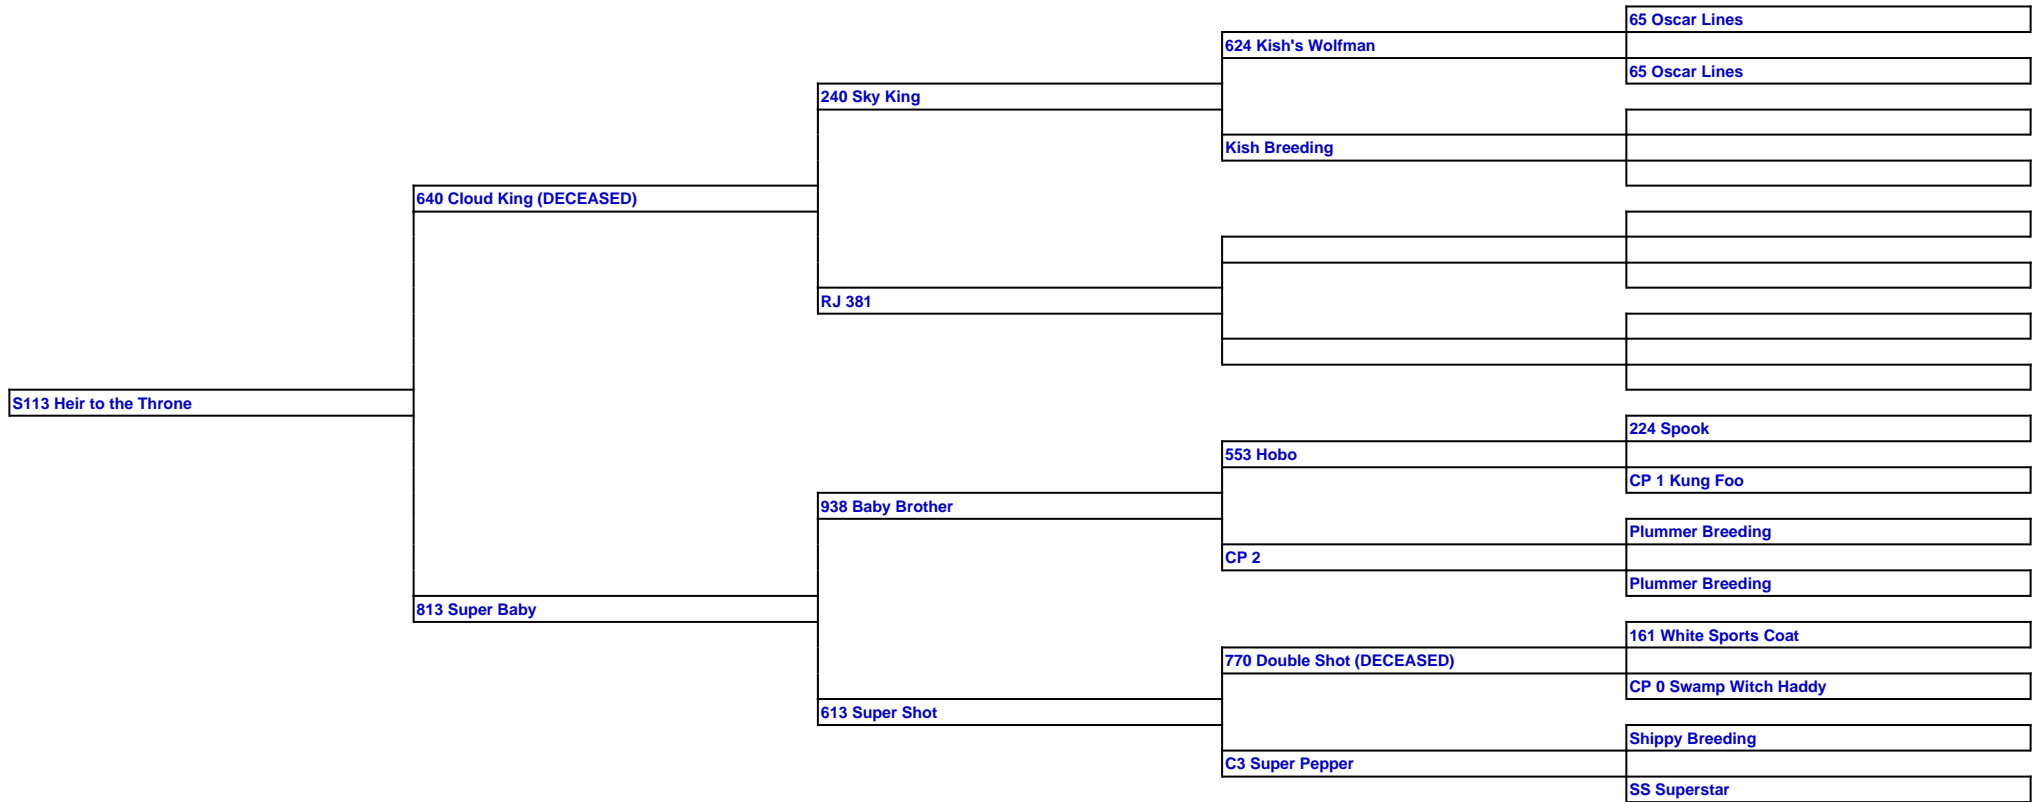 65 Oscar Lines
624 Kish's Wolfman
65 Oscar Lines
240 Sky King
Kish Breeding
640 Cloud King (DECEASED)
RJ 381
S113 Heir to the Throne
224 Spook
553 Hobo
CP 1 Kung Foo
938 Baby Brother
Plummer Breeding
CP 2
Plummer Breeding
813 Super Baby
161 White Sports Coat
770 Double Shot (DECEASED)
CP 0 Swamp Witch Haddy
613 Super Shot
Shippy Breeding
C3 Super Pepper
SS Superstar